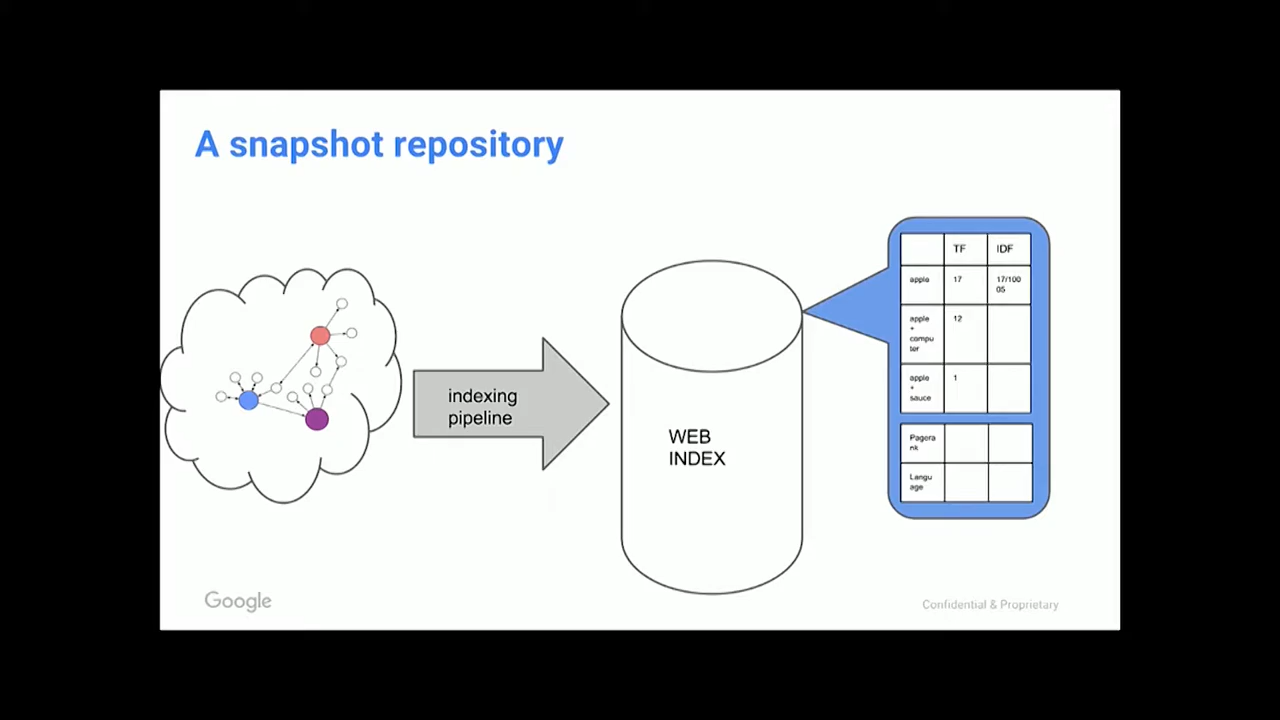 A snapshot repository
indexing
pipeline
WEB
INDEX
TF IDF
apple 17 17/100
05
apple 12
+
compu
ter
apple 1
+
sauce
Pagera
nk
Langu
age
Google
Confidential & Proprietary